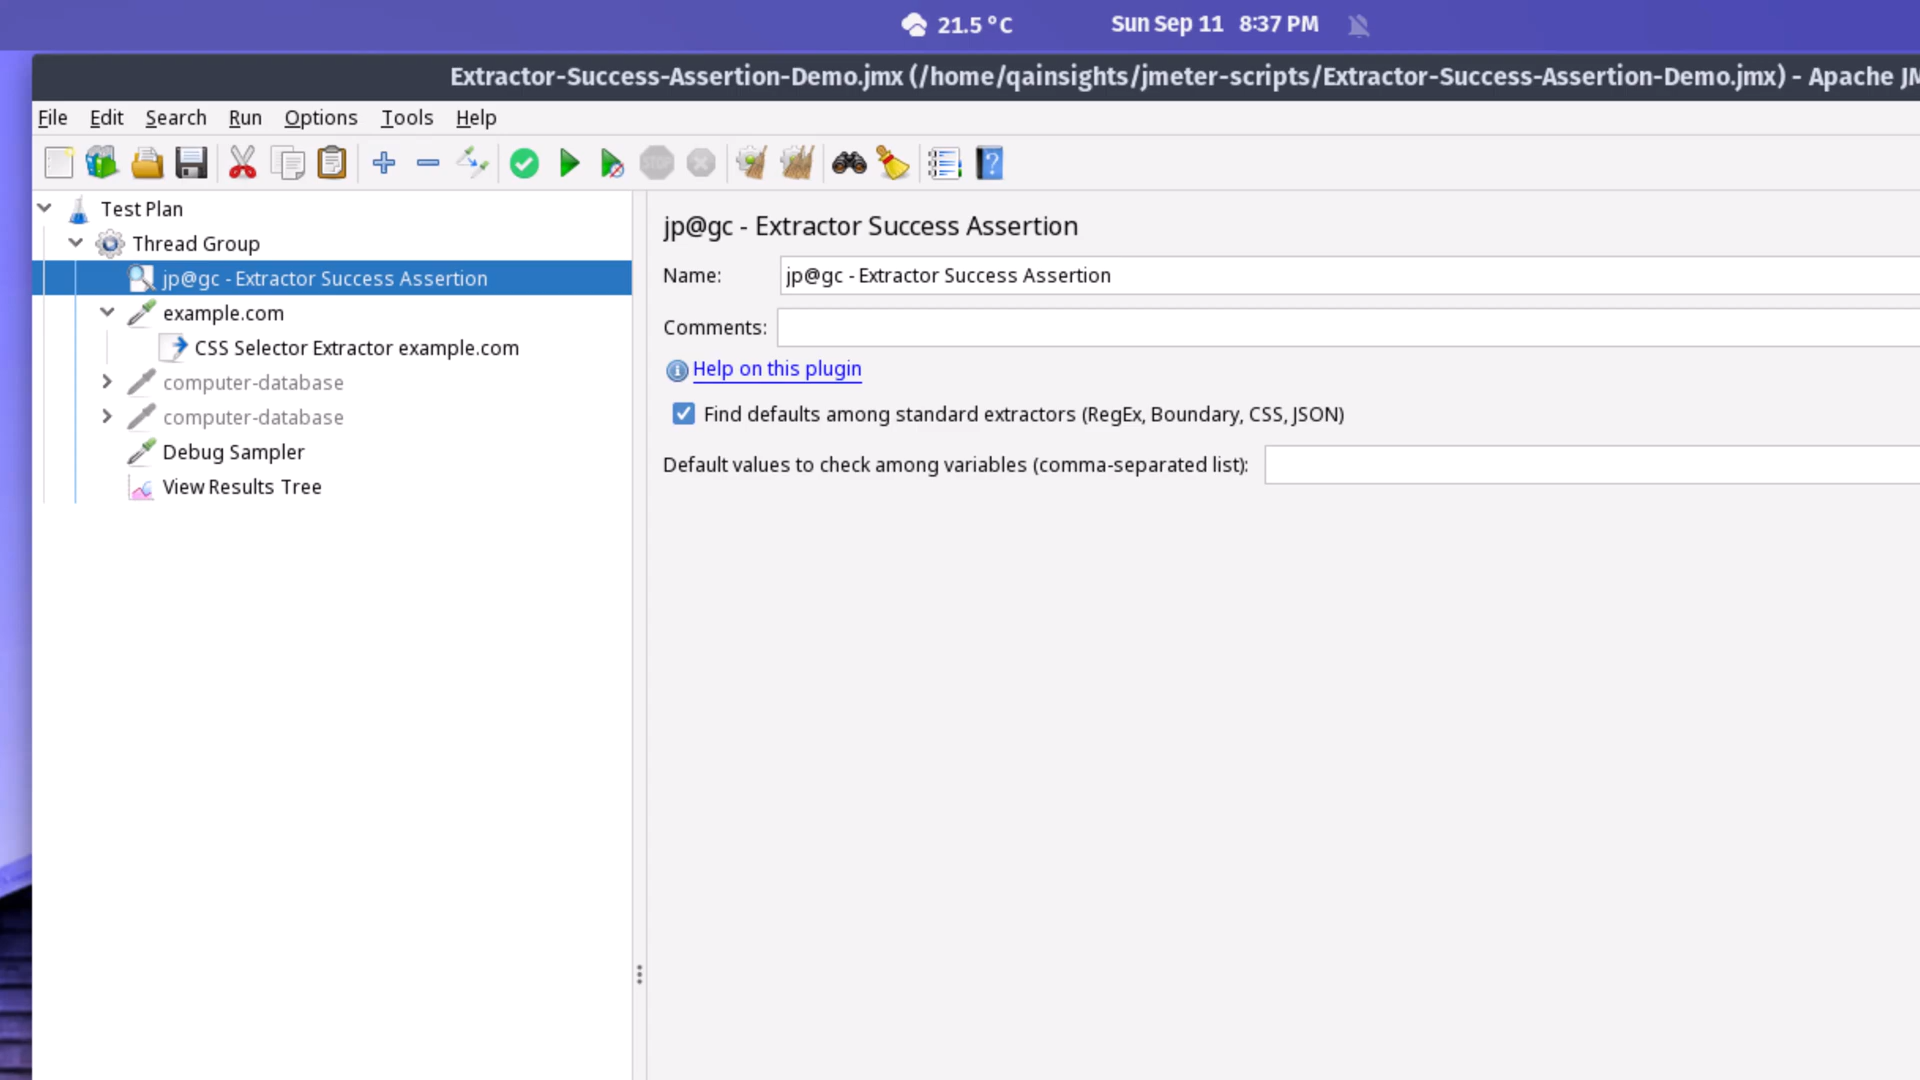 21.5 °C Sun Sep 11 8:37 PM
Extractor-Success-Assertion-Demo.jmx (/home/qainsights/jmeter-scripts/Extractor-Success-Assertion-Demo.jmx) - Apache JM
File Edit Search Run Options Tools Help
STOP
Test Plan
Thread Group
jp@gc - Extractor Success Assertion
example.com
CSS Selector Extractor example.com
computer-database
computer-database
Debug Sampler
View Results Tree
jp@gc - Extractor Success Assertion
Name: jp@gc - Extractor Success Assertion
Comments:
Help on this plugin
Find defaults among standard extractors (RegEx, Boundary, CSS, JSON)
Default values to check among variables (comma-separated list):